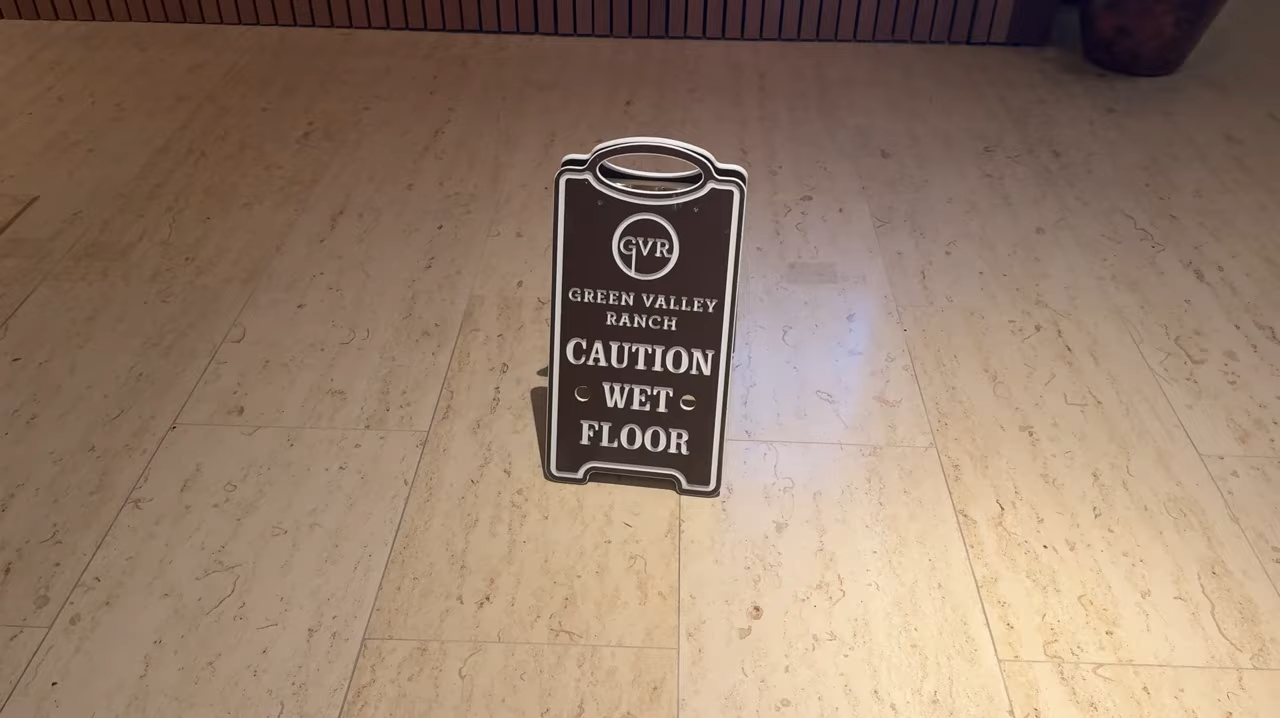 GVR
GREEN VALLEY
RANCH
CAUTION
WET
FLOOR